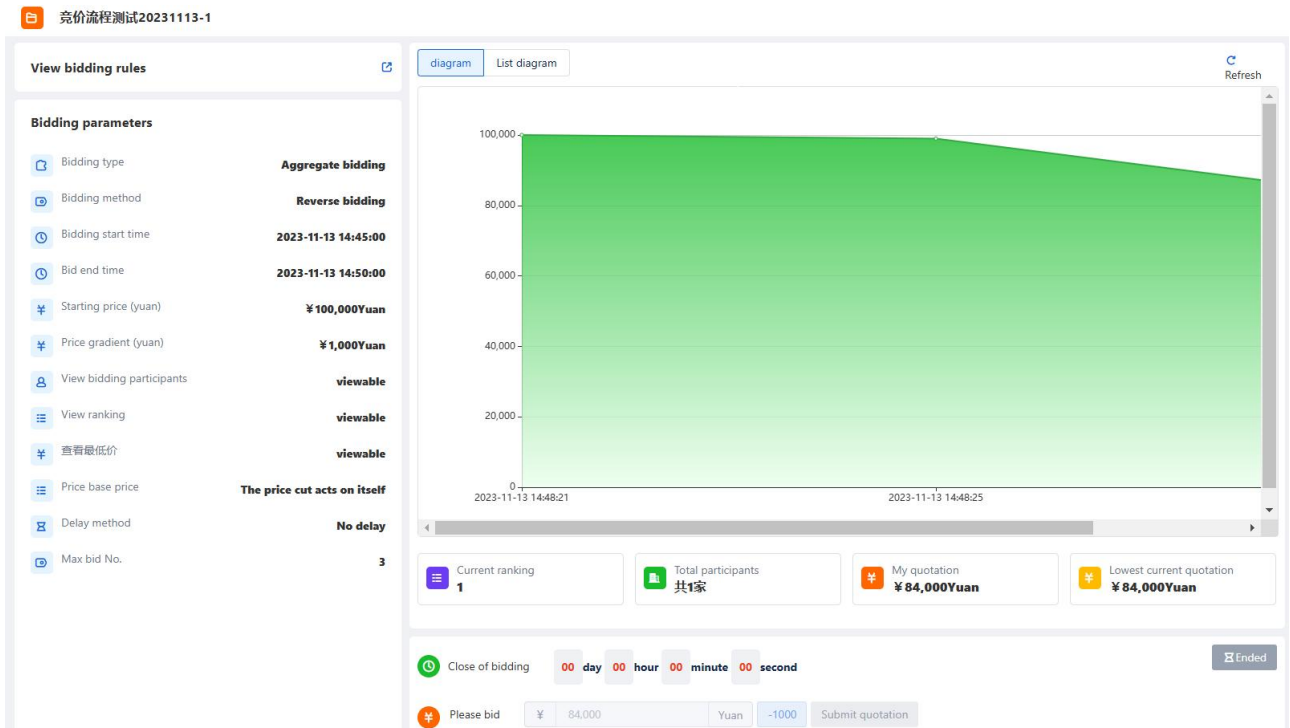 竞价流程测试20231113-1
View bidding rules
Bidding parameters
Bidding type
Aggregate bidding
Bidding method
Reverse bidding
Bidding start time
2023-11-13 14:45:00
Bid end time
2023-11-13 14:50:00
Starting price (yuan)
¥100,000Yuan
Price gradient (yuan)
¥1,000Yuan
View bidding participants
viewable
View ranking
viewable
查看最低价
viewable
Price base price
The price cut acts on itself
Delay method
No delay
Max bid No.
3
diagram
List diagram
Refresh
100,000
80,000
60,000
40,000
20,000
0
2023-11-13 14:48:21
2023-11-13 14:48:25
Current ranking
1
Total participants
共1家
My quotation
¥84,000Yuan
Lowest current quotation
¥84,000Yuan
Close of bidding 00 day 00 hour 00 minute 00 second
Ended
Please bid ¥ 84,000 Yuan -1000 Submit quotation